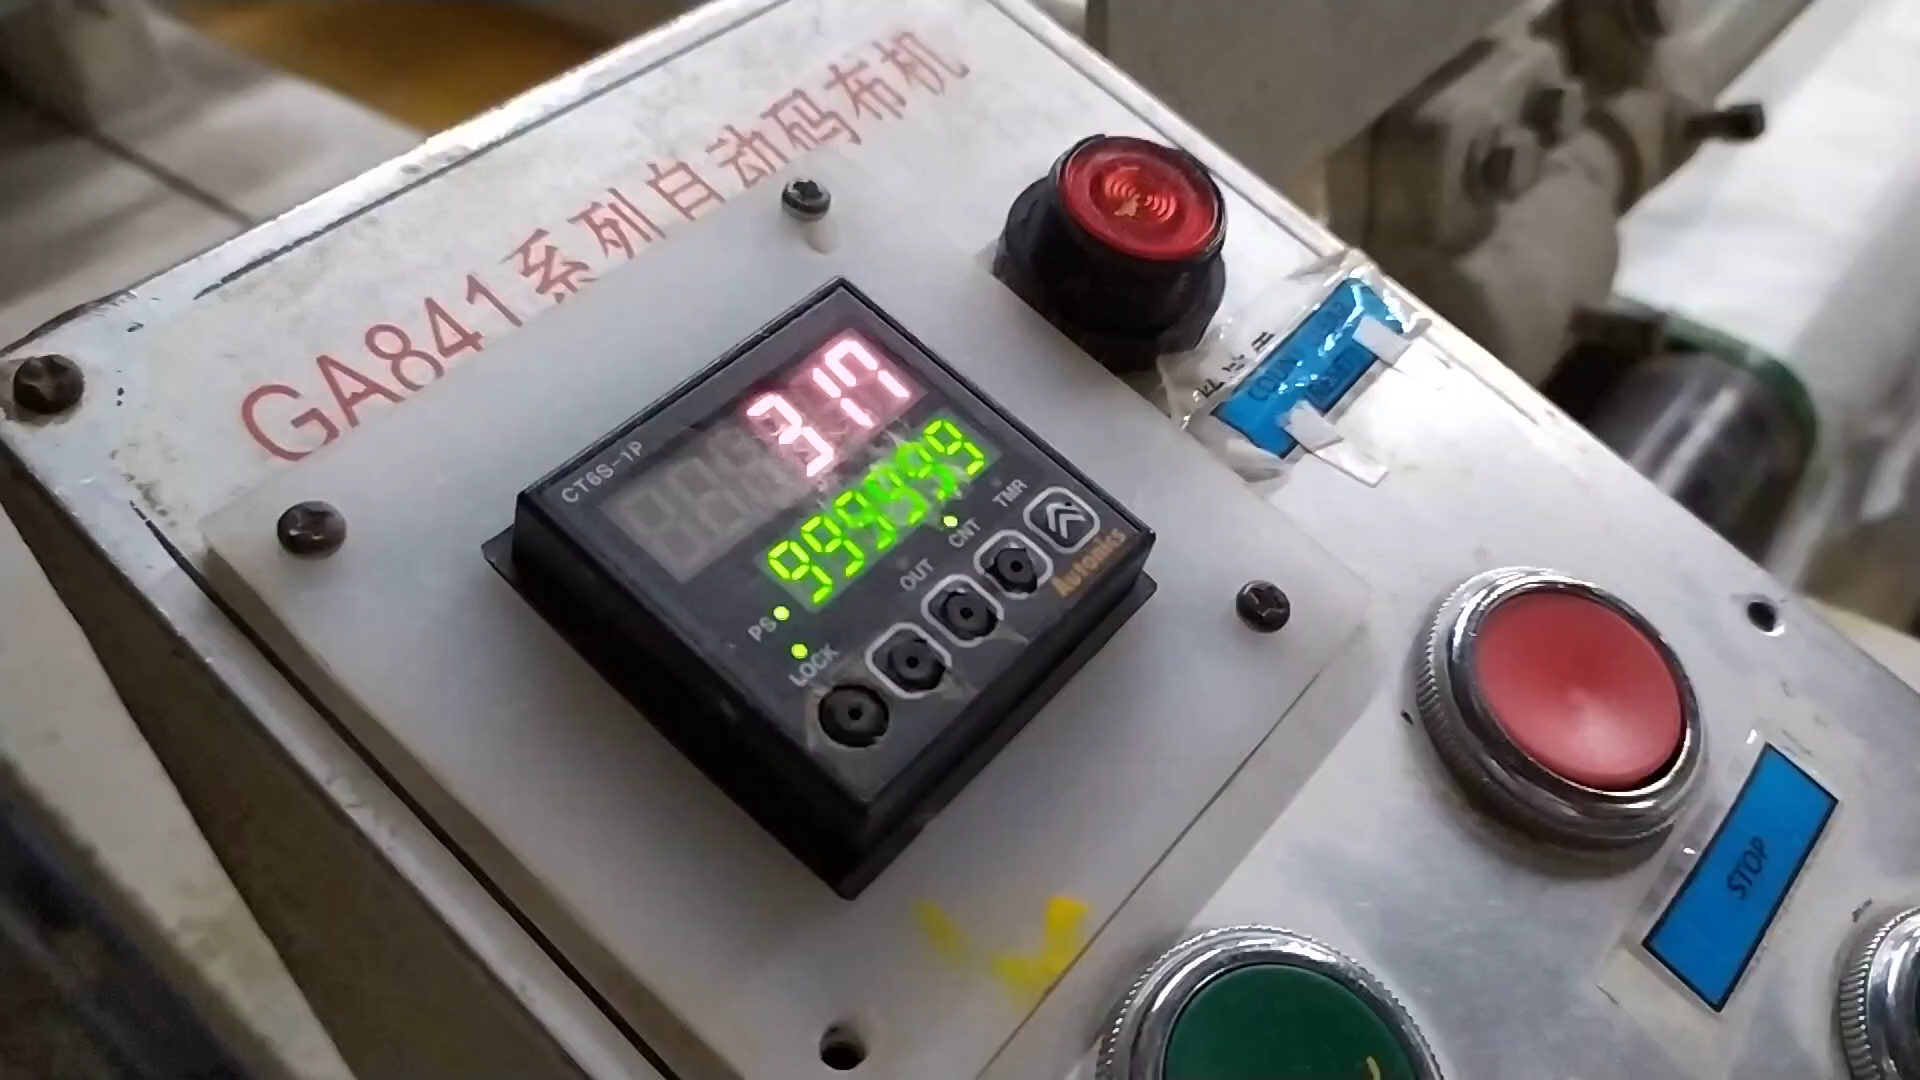 GA841系列自动码布机
CT6S-1P
317
999999
PS
OUT
CNT
TMR
LOCK
Autonics
STOP